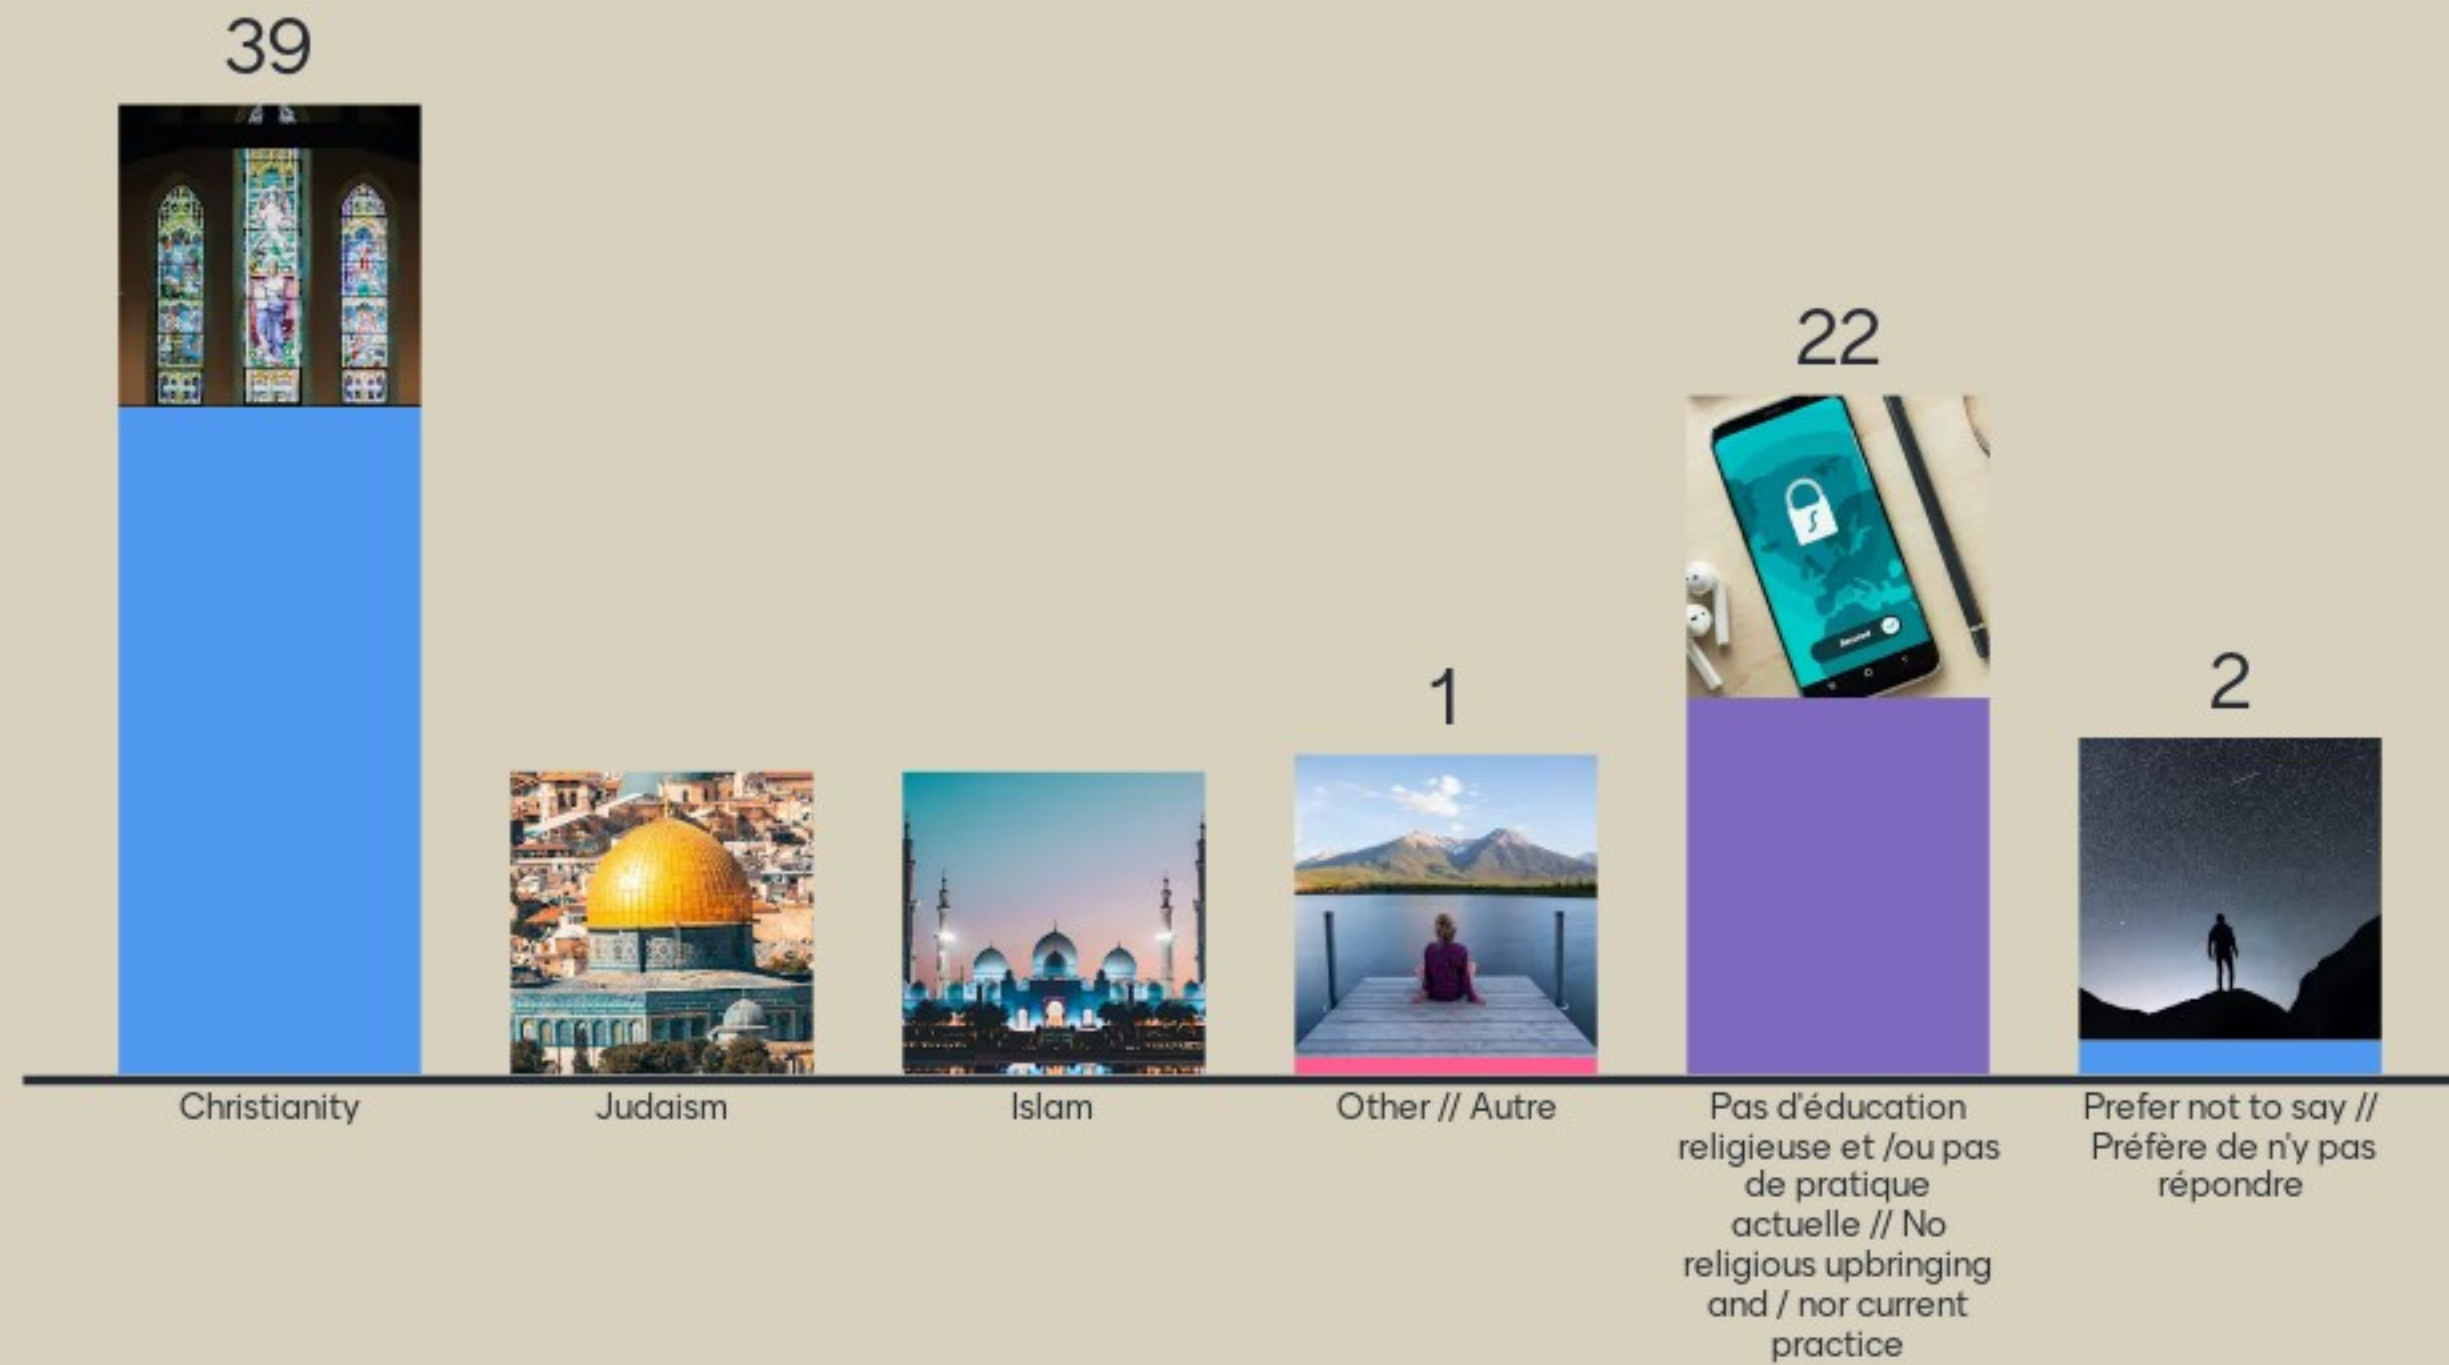 39
22
1
2
Christianity
Judaism
Islam
Other // Autre
Pas d'éducation
religieuse et /ou pas
de pratique
actuelle // No
religious upbringing
and / nor current
practice
Prefer not to say //
Préfère de n'y pas
répondre